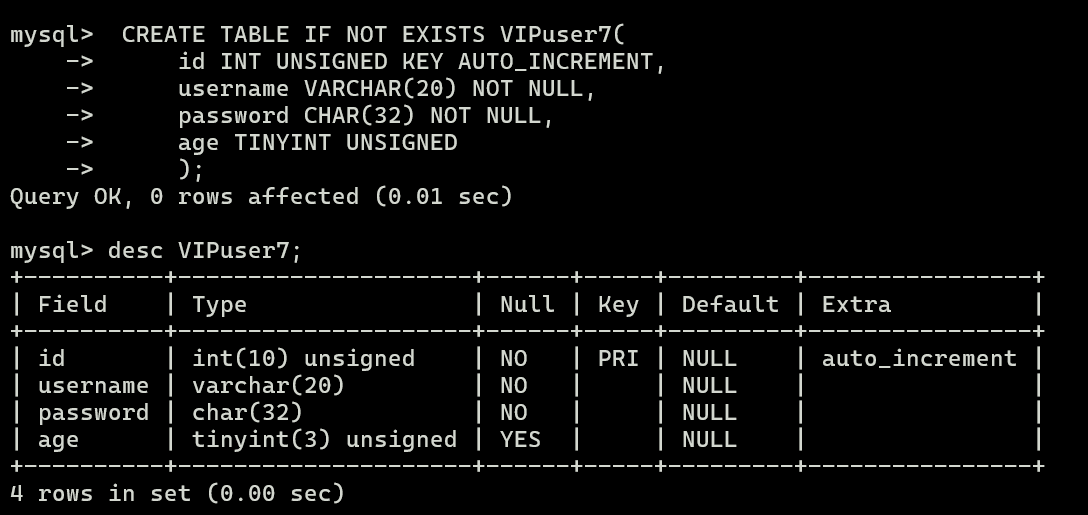 mysql>  CREATE TABLE IF NOT EXISTS VIPuser7(
    ->      id INT UNSIGNED KEY AUTO_INCREMENT,
    ->      username VARCHAR(20) NOT NULL,
    ->      password CHAR(32) NOT NULL,
    ->      age TINYINT UNSIGNED
    ->      );
Query OK, 0 rows affected (0.01 sec)

mysql> desc VIPuser7;
+----------+---------------------+------+-----+---------+----------------+
| Field    | Type                | Null | Key | Default | Extra          |
+----------+---------------------+------+-----+---------+----------------+
| id       | int(10) unsigned    | NO   | PRI | NULL    | auto_increment |
| username | varchar(20)         | NO   |     | NULL    |                |
| password | char(32)            | NO   |     | NULL    |                |
| age      | tinyint(3) unsigned | YES  |     | NULL    |                |
+----------+---------------------+------+-----+---------+----------------+
4 rows in set (0.00 sec)